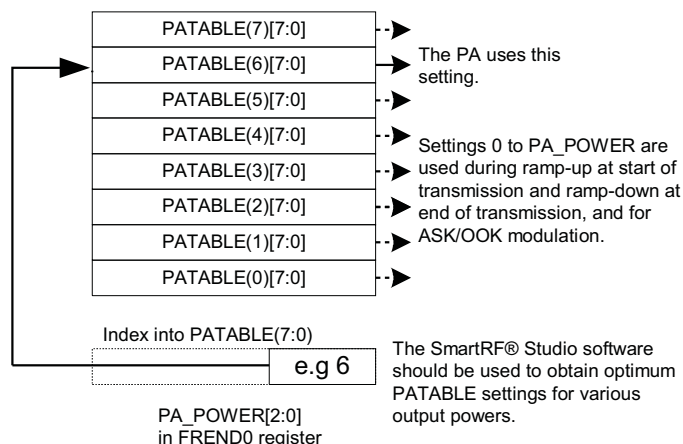 PATABLE(7)[7:0]
PATABLE(6)[7:0]
PATABLE(5)[7:0]
PATABLE(4)[7:0]
PATABLE(3)[7:0]
PATABLE(2)[7:0]
PATABLE(1)[7:0]
PATABLE(0)[7:0]
The PA uses this
setting.
Settings 0 to PA_POWER are
used during ramp-up at start of
transmission and ramp-down at
end of transmission, and for
ASK/OOK modulation.
Index into PATABLE(7:0)
e.g 6
PA_POWER[2:0]
in FREND0 register
The SmartRF® Studio software
should be used to obtain optimum
PATABLE settings for various
output powers.